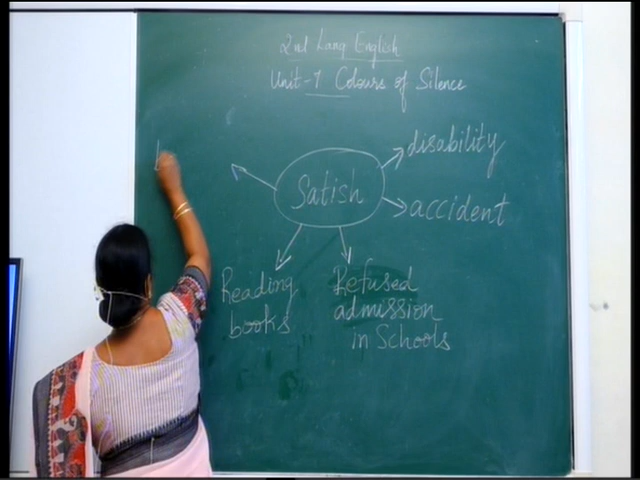 2nd Lang English
Unit-1 Colours of Silence
disability
Satish
accident
Reading
books
Refused
admission
in Schools